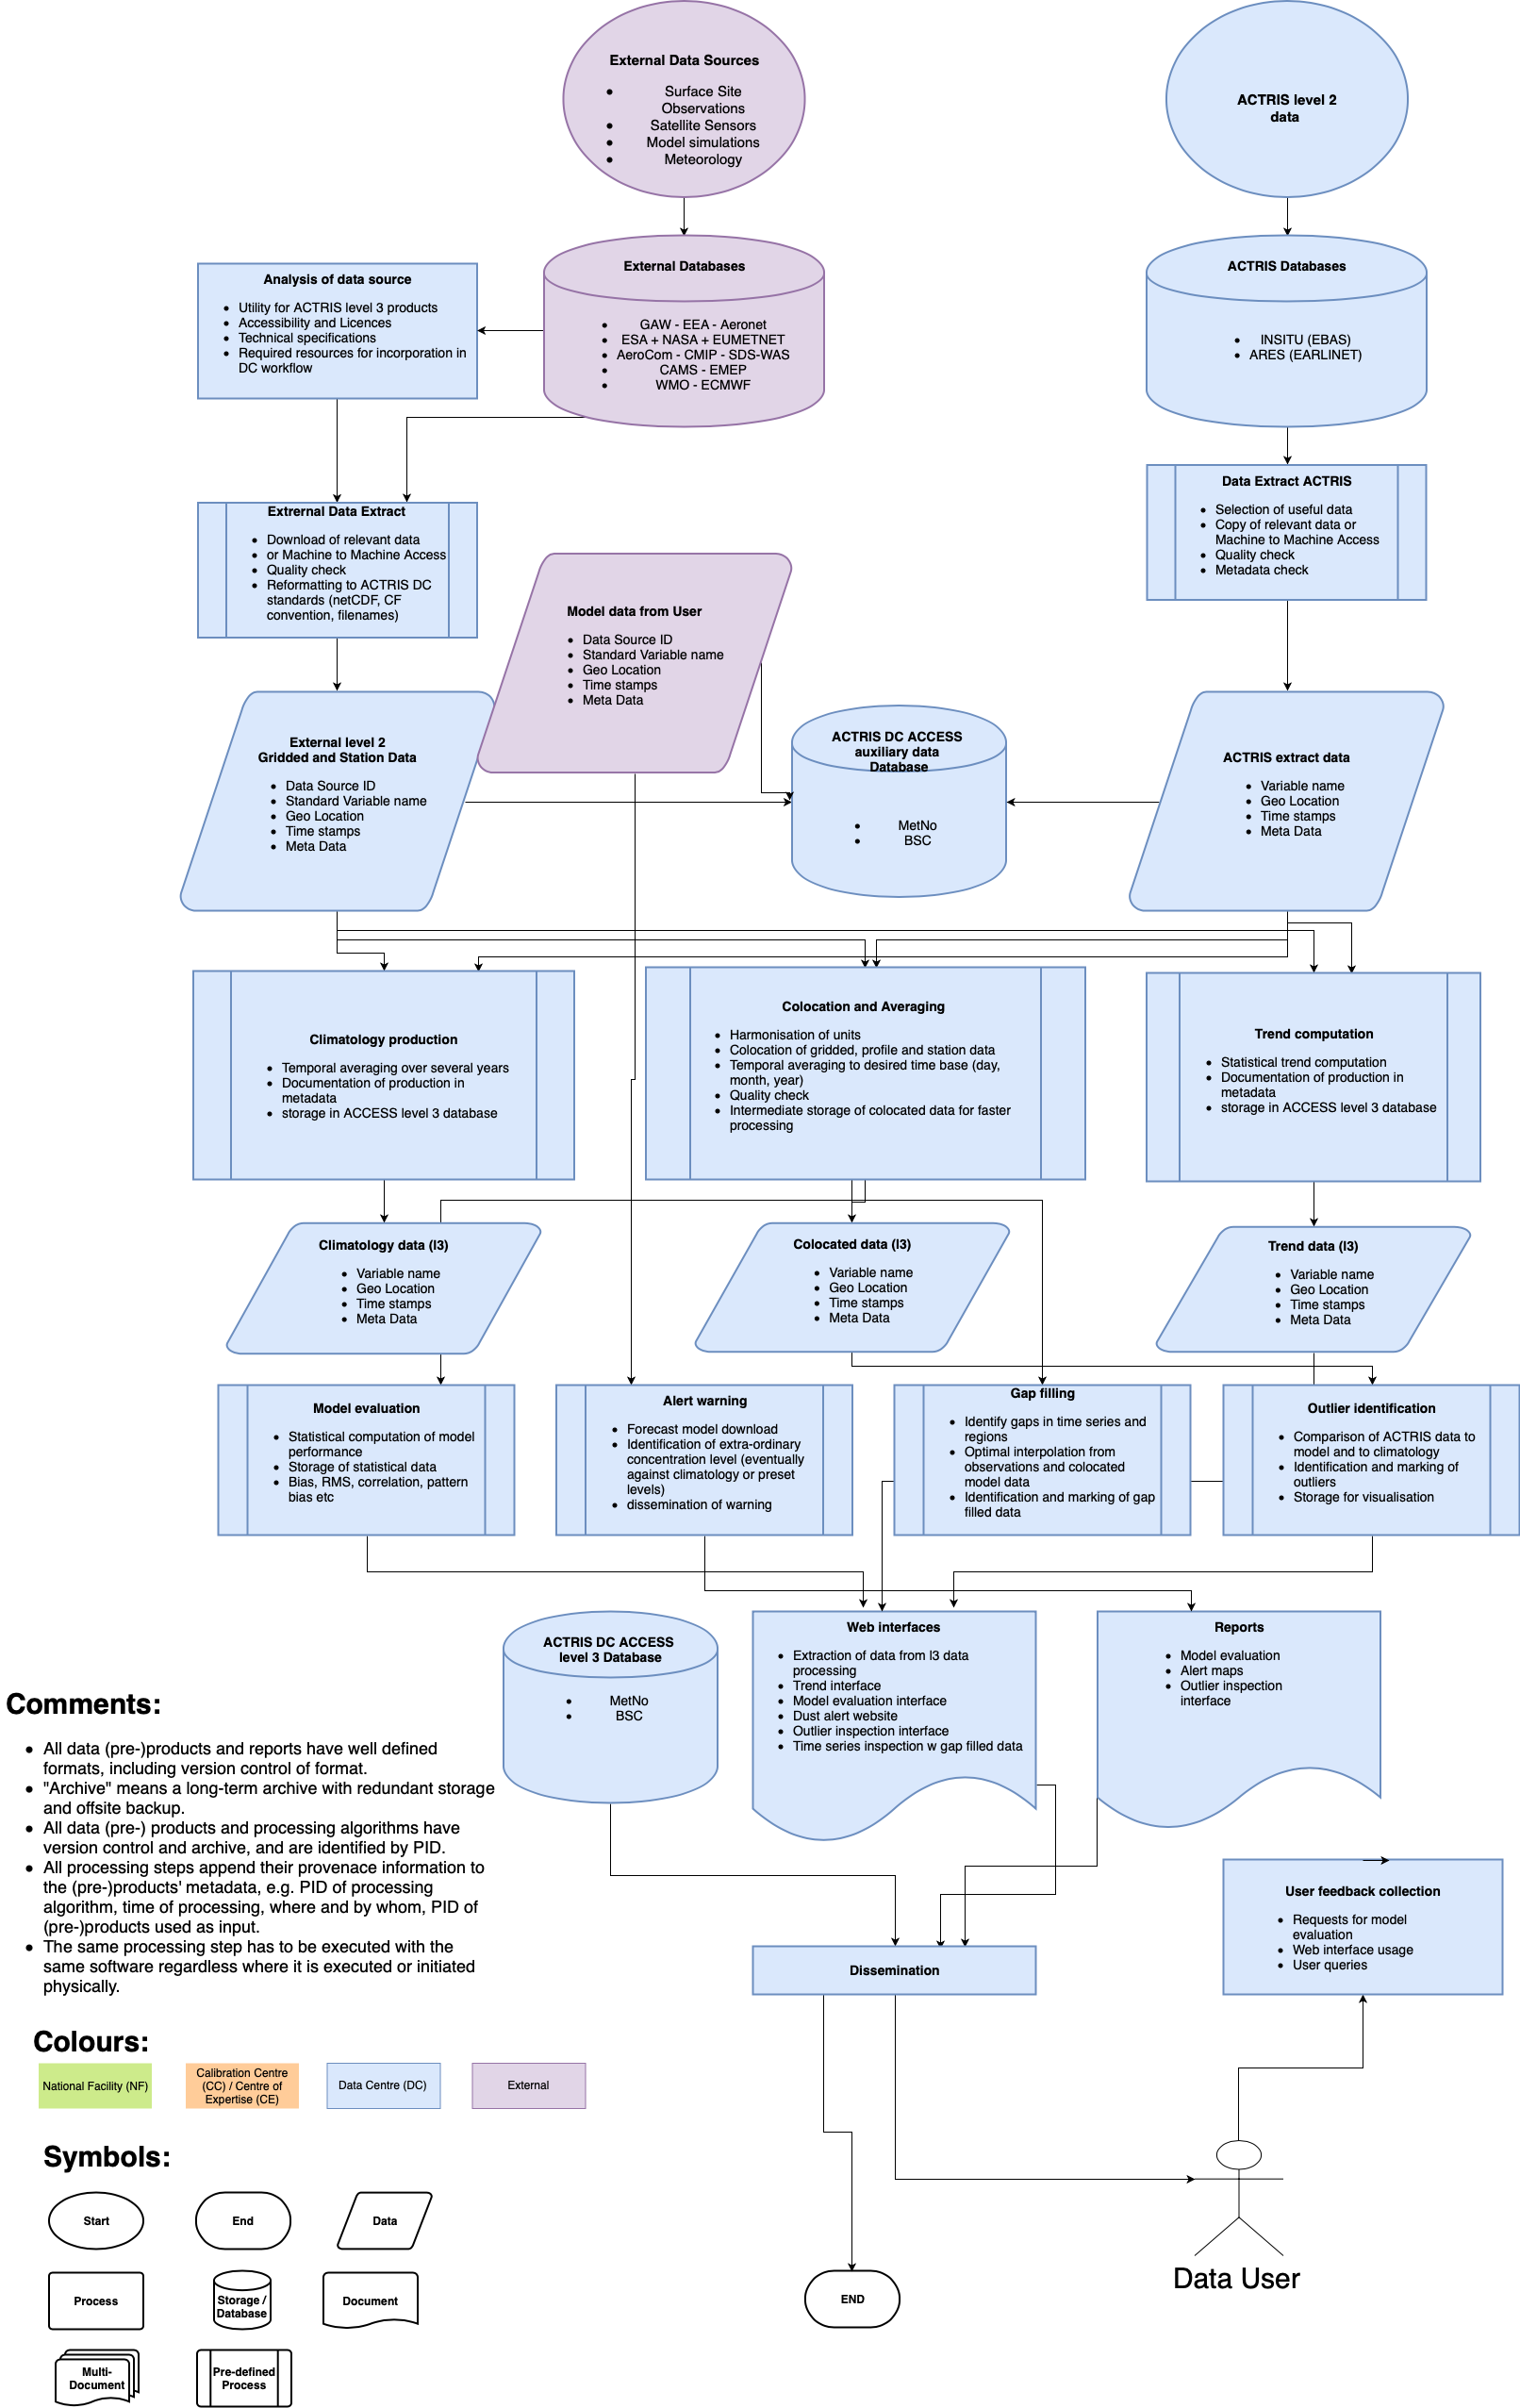 External Data Sources
Surface Site
Observations
Satellite Sensors
Model simulations
Meteorology
ACTRIS level 2
data
Analysis of data source
Utility for ACTRIS level 3 products
Accessibility and Licences
Technical specifications
Required resources for incorporation in
DC workflow
External Databases
GAW - EEA - Aeronet
ESA + NASA + EUMETNET
AeroCom - CMIP - SDS-WAS
CAMS - EMEP
WMO - ECMWF
ACTRIS Databases
INSITU (EBAS)
ARES (EARLINET)
Extrernal Data Extract
Download of relevant data
or Machine to Machine Access
Quality check
Reformatting to ACTRIS DC
standards (netCDF, CF
convention, filenames)
Data Extract ACTRIS
Selection of useful data
Copy of relevant data or
Machine to Machine Access
Quality check
Metadata check
Model data from User
Data Source ID
Standard Variable name
Geo Location
Time stamps
Meta Data
External level 2
Gridded and Station Data
Data Source ID
Standard Variable name
Geo Location
Time stamps
Meta Data
ACTRIS DC ACCESS
auxiliary data
Database
MetNo
BSC
ACTRIS extract data
Variable name
Geo Location
Time stamps
Meta Data
Climatology production
Temporal averaging over several years
Documentation of production in
metadata
storage in ACCESS level 3 database
Colocation and Averaging
Harmonisation of units
Colocation of gridded, profile and station data
Temporal averaging to desired time base (day,
month, year)
Quality check
Intermediate storage of colocated data for faster
processing
Trend computation
Statistical trend computation
Documentation of production in
metadata
storage in ACCESS level 3 database
Climatology data (l3)
Variable name
Geo Location
Time stamps
Meta Data
Colocated data (l3)
Variable name
Geo Location
Time stamps
Meta Data
Trend data (l3)
Variable name
Geo Location
Time stamps
Meta Data
Model evaluation
Statistical computation of model
performance
Storage of statistical data
Bias, RMS, correlation, pattern
bias etc
Alert warning
Forecast model download
Identification of extra-ordinary
concentration level (eventually
against climatology or preset
levels)
dissemination of warning
Gap filling
Identify gaps in time series and
regions
Optimal interpolation from
observations and colocated
model data
Identification and marking of gap
filled data
Outlier identification
Comparison of ACTRIS data to
model and to climatology
Identification and marking of
outliers
Storage for visualisation
ACTRIS DC ACCESS
level 3 Database
MetNo
BSC
Web interfaces
Extraction of data from l3 data
processing
Trend interface
Model evaluation interface
Dust alert website
Outlier inspection interface
Time series inspection w gap filled data
Reports
Model evaluation
Alert maps
Outlier inspection
interface
Comments:
All data (pre-)products and reports have well defined
formats, including version control of format.
"Archive" means a long-term archive with redundant storage
and offsite backup.
All data (pre-) products and processing algorithms have
version control and archive, and are identified by PID.
All processing steps append their provenace information to
the (pre-)products' metadata, e.g. PID of processing
algorithm, time of processing, where and by whom, PID of
(pre-)products used as input.
The same processing step has to be executed with the
same software regardless where it is executed or initiated
physically.
User feedback collection
Requests for model
evaluation
Web interface usage
User queries
Dissemination
Colours:
National Facility (NF)
Calibration Centre
(CC) / Centre of
Expertise (CE)
Data Centre (DC)
External
Symbols:
Start
End
Data
Process
Storage /
Database
Document
Multi-
Document
Pre-defined
Process
END
Data User